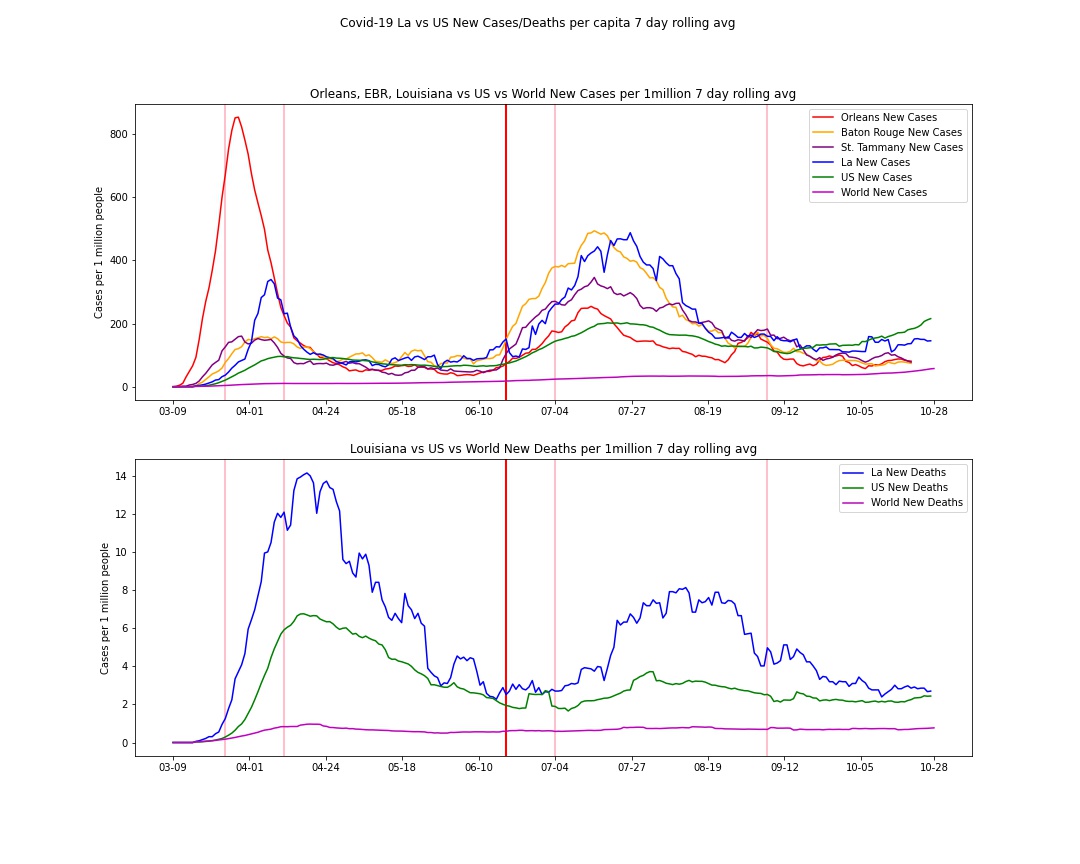 Covid-19 La vs US New Cases/Deaths per capita 7 day rolling avg
Orleans, EBR, Louisiana vs US vs World New Cases per 1million 7 day rolling avg
Cases per 1 million people
800
600
400
200
0
Orleans New Cases
Baton Rouge New Cases
St. Tammany New Cases
La New Cases
US New Cases
World New Cases
03-09 04-01 04-24 05-18 06-10 07-04 07-27 08-19 09-12 10-05 10-28
Louisiana vs US vs World New Deaths per 1million 7 day rolling avg
Cases per 1 million people
14
12
10
8
6
4
2
0
La New Deaths
US New Deaths
World New Deaths
03-09 04-01 04-24 05-18 06-10 07-04 07-27 08-19 09-12 10-05 10-28